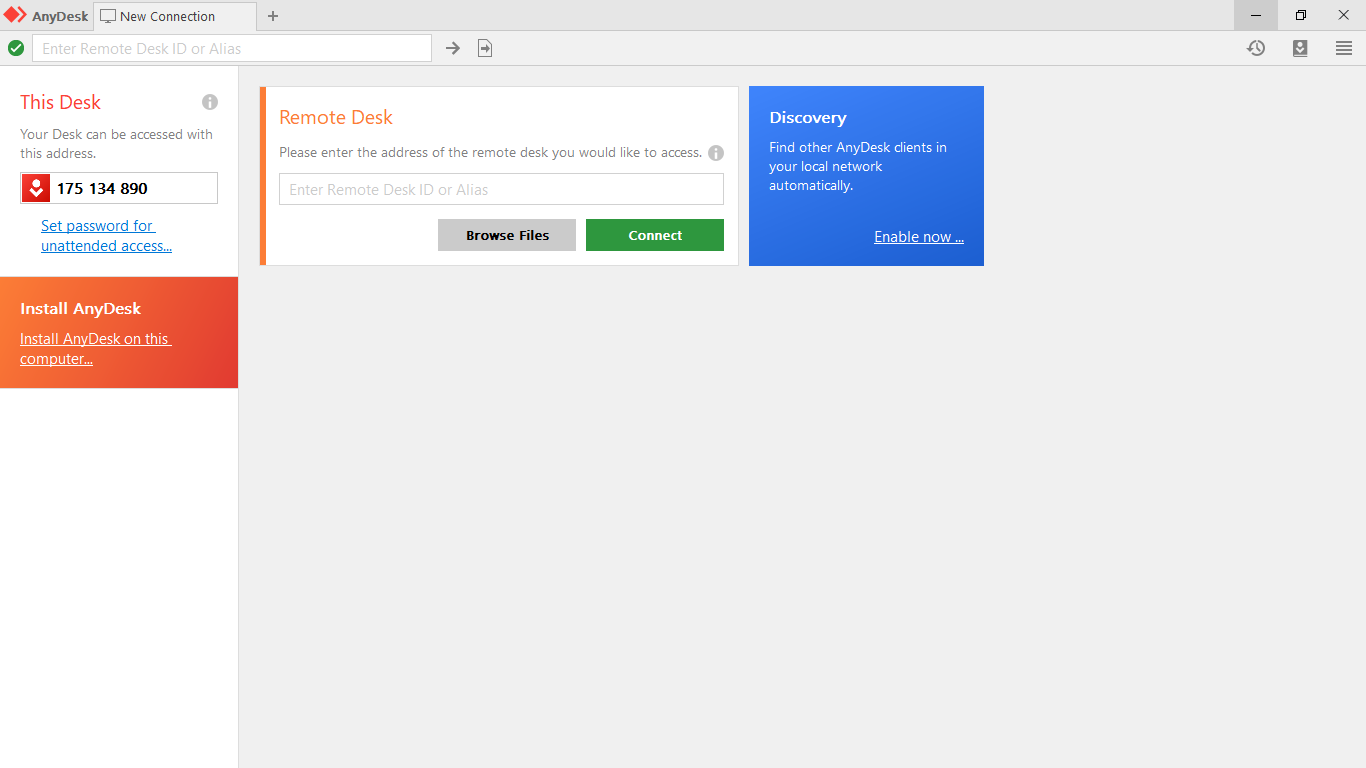 AnyDesk
New Connection
Enter Remote Desk ID or Alias
This Desk
Your Desk can be accessed with
this address.
175 134 890
Set password for
unattended access...
Install AnyDesk
Install AnyDesk on this
computer...
Remote Desk
Please enter the address of the remote desk you would like to access.
Enter Remote Desk ID or Alias
Browse Files
Connect
Discovery
Find other AnyDesk clients in
your local network
automatically.
Enable now ...